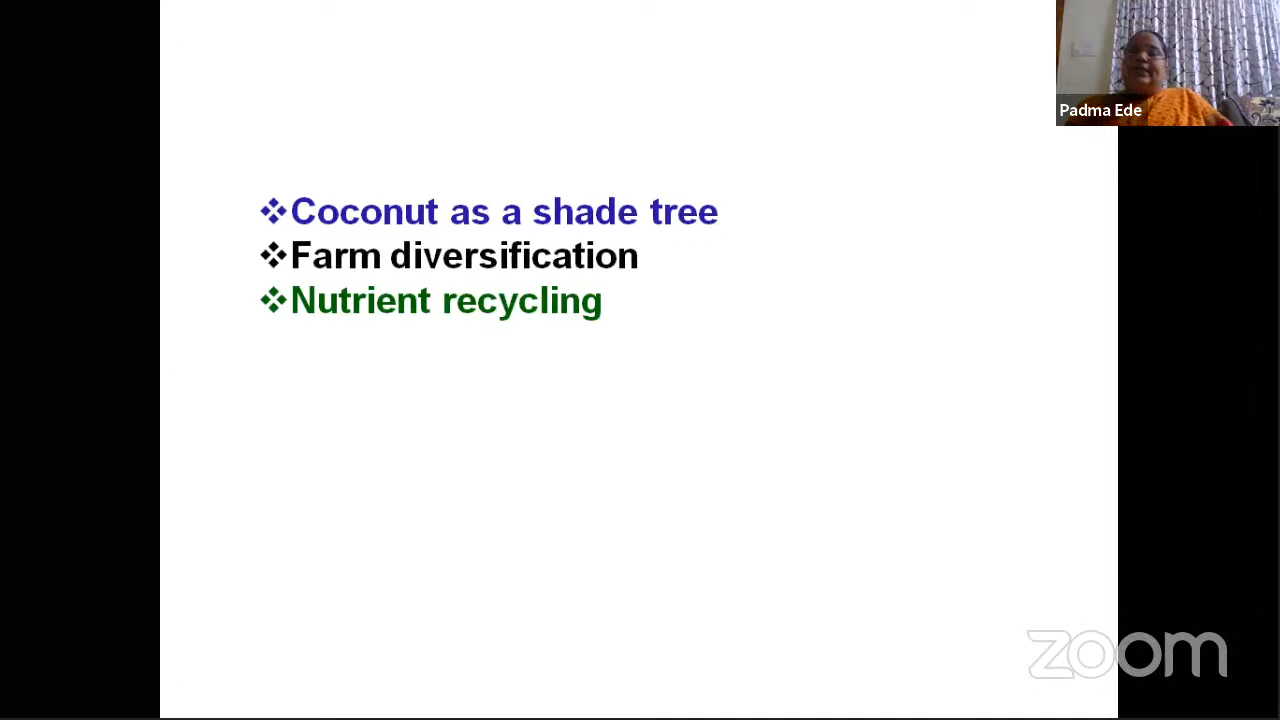 Padma Ede
❖Coconut as a shade tree
❖Farm diversification
❖Nutrient recycling
zoom